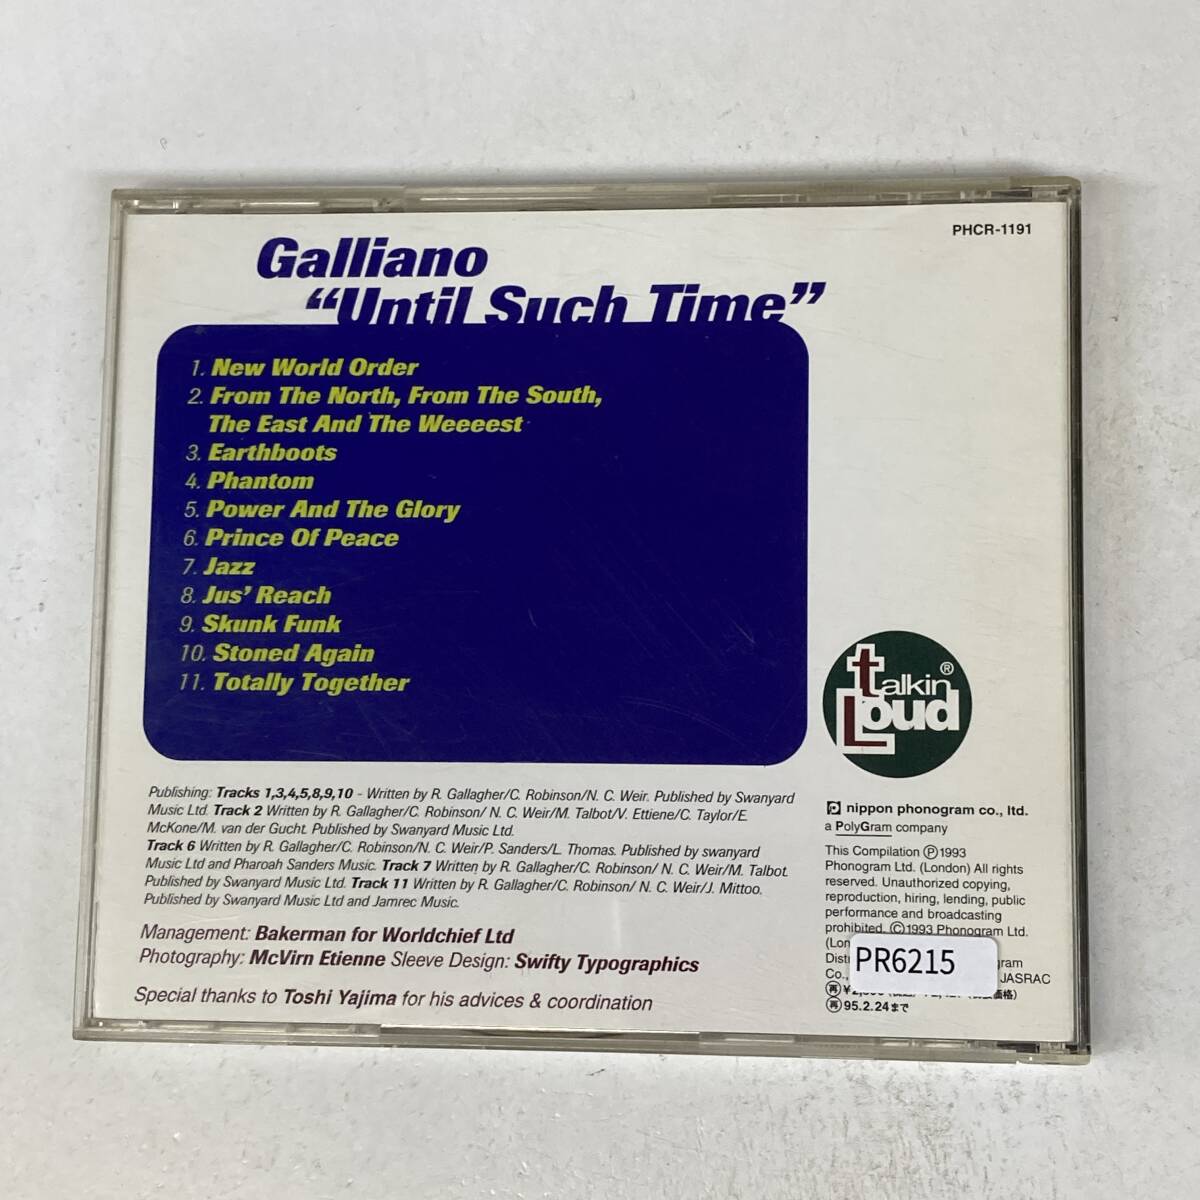 PHCR-1191
Galliano
“Until Such Time”
1. New World Order
2. From The North, From The South,
The East And The Weeeest
3. Earthboots
4. Phantom
5. Power And The Glory
6. Prince Of Peace
7. Jazz
8. Jus’ Reach
9. Skunk Funk
10. Stoned Again
11. Totally Together
talkin Loud ®
Publishing: Tracks 1,3,4,5,8,9,10 - Written by R. Gallagher/C. Robinson/N. C. Weir. Published by Swanyard
Music Ltd. Track 2 Written by R. Gallagher/C. Robinson/ N. C. Weir/M. Talbot/V. Ettiene/C. Taylor/E.
McKone/M. van der Gucht. Published by Swanyard Music Ltd.
Track 6 Written by R. Gallagher/C. Robinson/N. C. Weir/P. Sanders/L. Thomas. Published by swanyard
Music Ltd and Pharoah Sanders Music. Track 7 Written by R. Gallagher/C. Robinson/ N. C. Weir/M. Talbot.
Published by Swanyard Music Ltd. Track 11 Written by R. Gallagher/C. Robinson/ N. C. Weir/J. Mittoo.
Published by Swanyard Music Ltd and Jamrec Music.
Management: Bakerman for Worldchief Ltd
Photography: McVirn Etienne Sleeve Design: Swifty Typographics
Special thanks to Toshi Yajima for his advices & coordination
nippon phonogram co., ltd.
a PolyGram company
This Compilation Ⓟ1993
Phonogram Ltd. (London) All rights
reserved. Unauthorized copying,
reproduction, hiring, lending, public
performance and broadcasting
prohibited. Ⓒ1993 Phonogram Ltd.
PR6215
Co., JASRAC
再 95.2.24まで